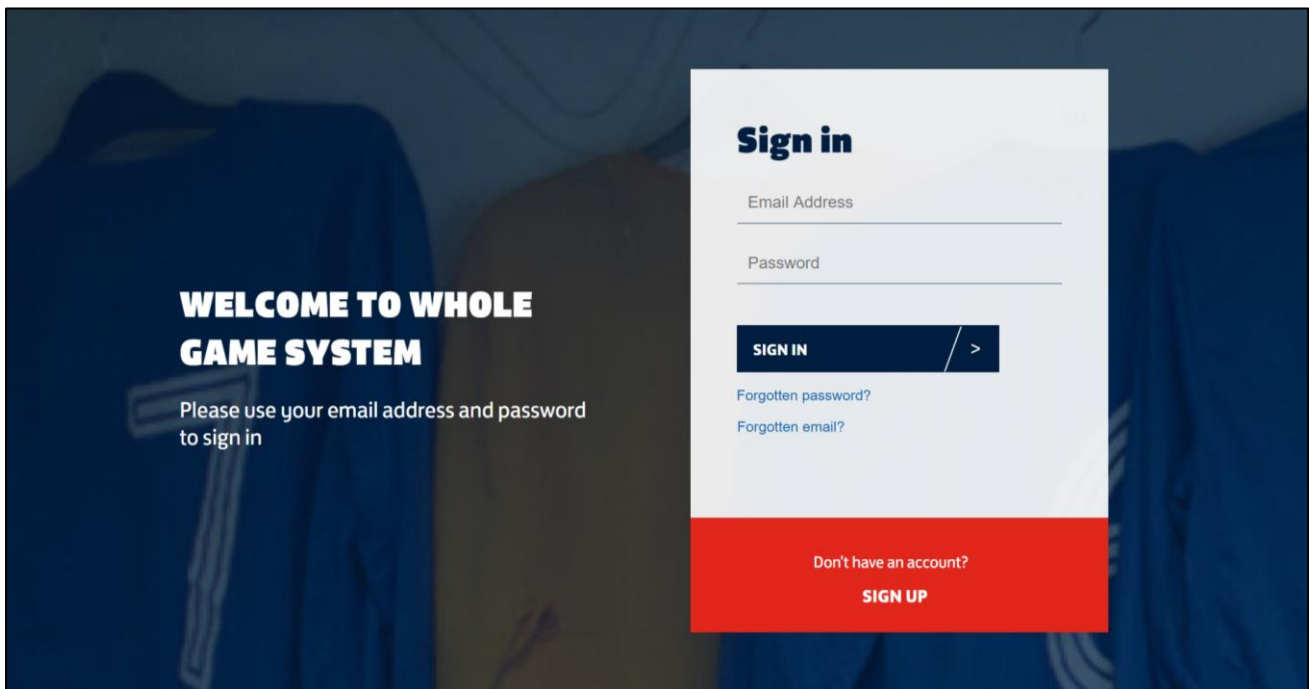 WELCOME TO WHOLE
GAME SYSTEM
Please use your email address and password
to sign in
Sign in
Email Address
Password
SIGN IN >
Forgotten password?
Forgotten email?
Don't have an account?
SIGN UP
7